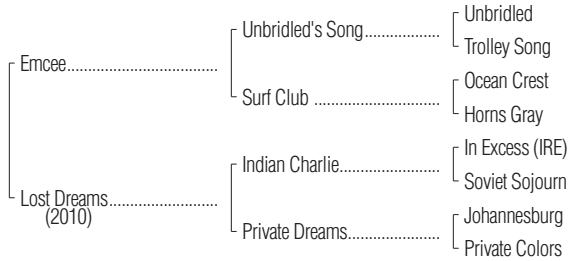 Unbridled
Unbridled's Song
Trolley Song
Emcee
Ocean Crest
Surf Club
Horns Gray
In Excess (IRE)
Indian Charlie
Soviet Sojourn
Lost Dreams
(2010)
Johannesburg
Private Dreams
Private Colors